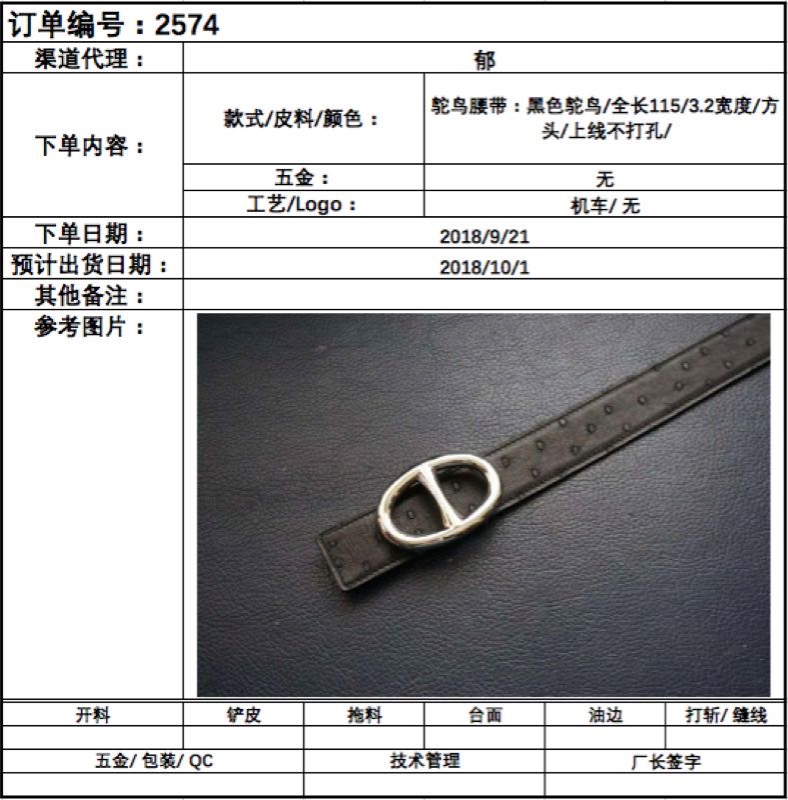 订单编号：2574
渠道代理： 郁
下单内容：
款式/皮料/颜色：
鸵鸟腰带：黑色鸵鸟/全长115/3.2宽度/方
头/上线不打孔/
五金： 无
工艺/Logo： 机车/ 无
下单日期： 2018/9/21
预计出货日期： 2018/10/1
其他备注：
参考图片：
开料 铲皮 拖料 台面 油边 打斩/ 缝线
五金/ 包装/ QC 技术管理 厂长签字